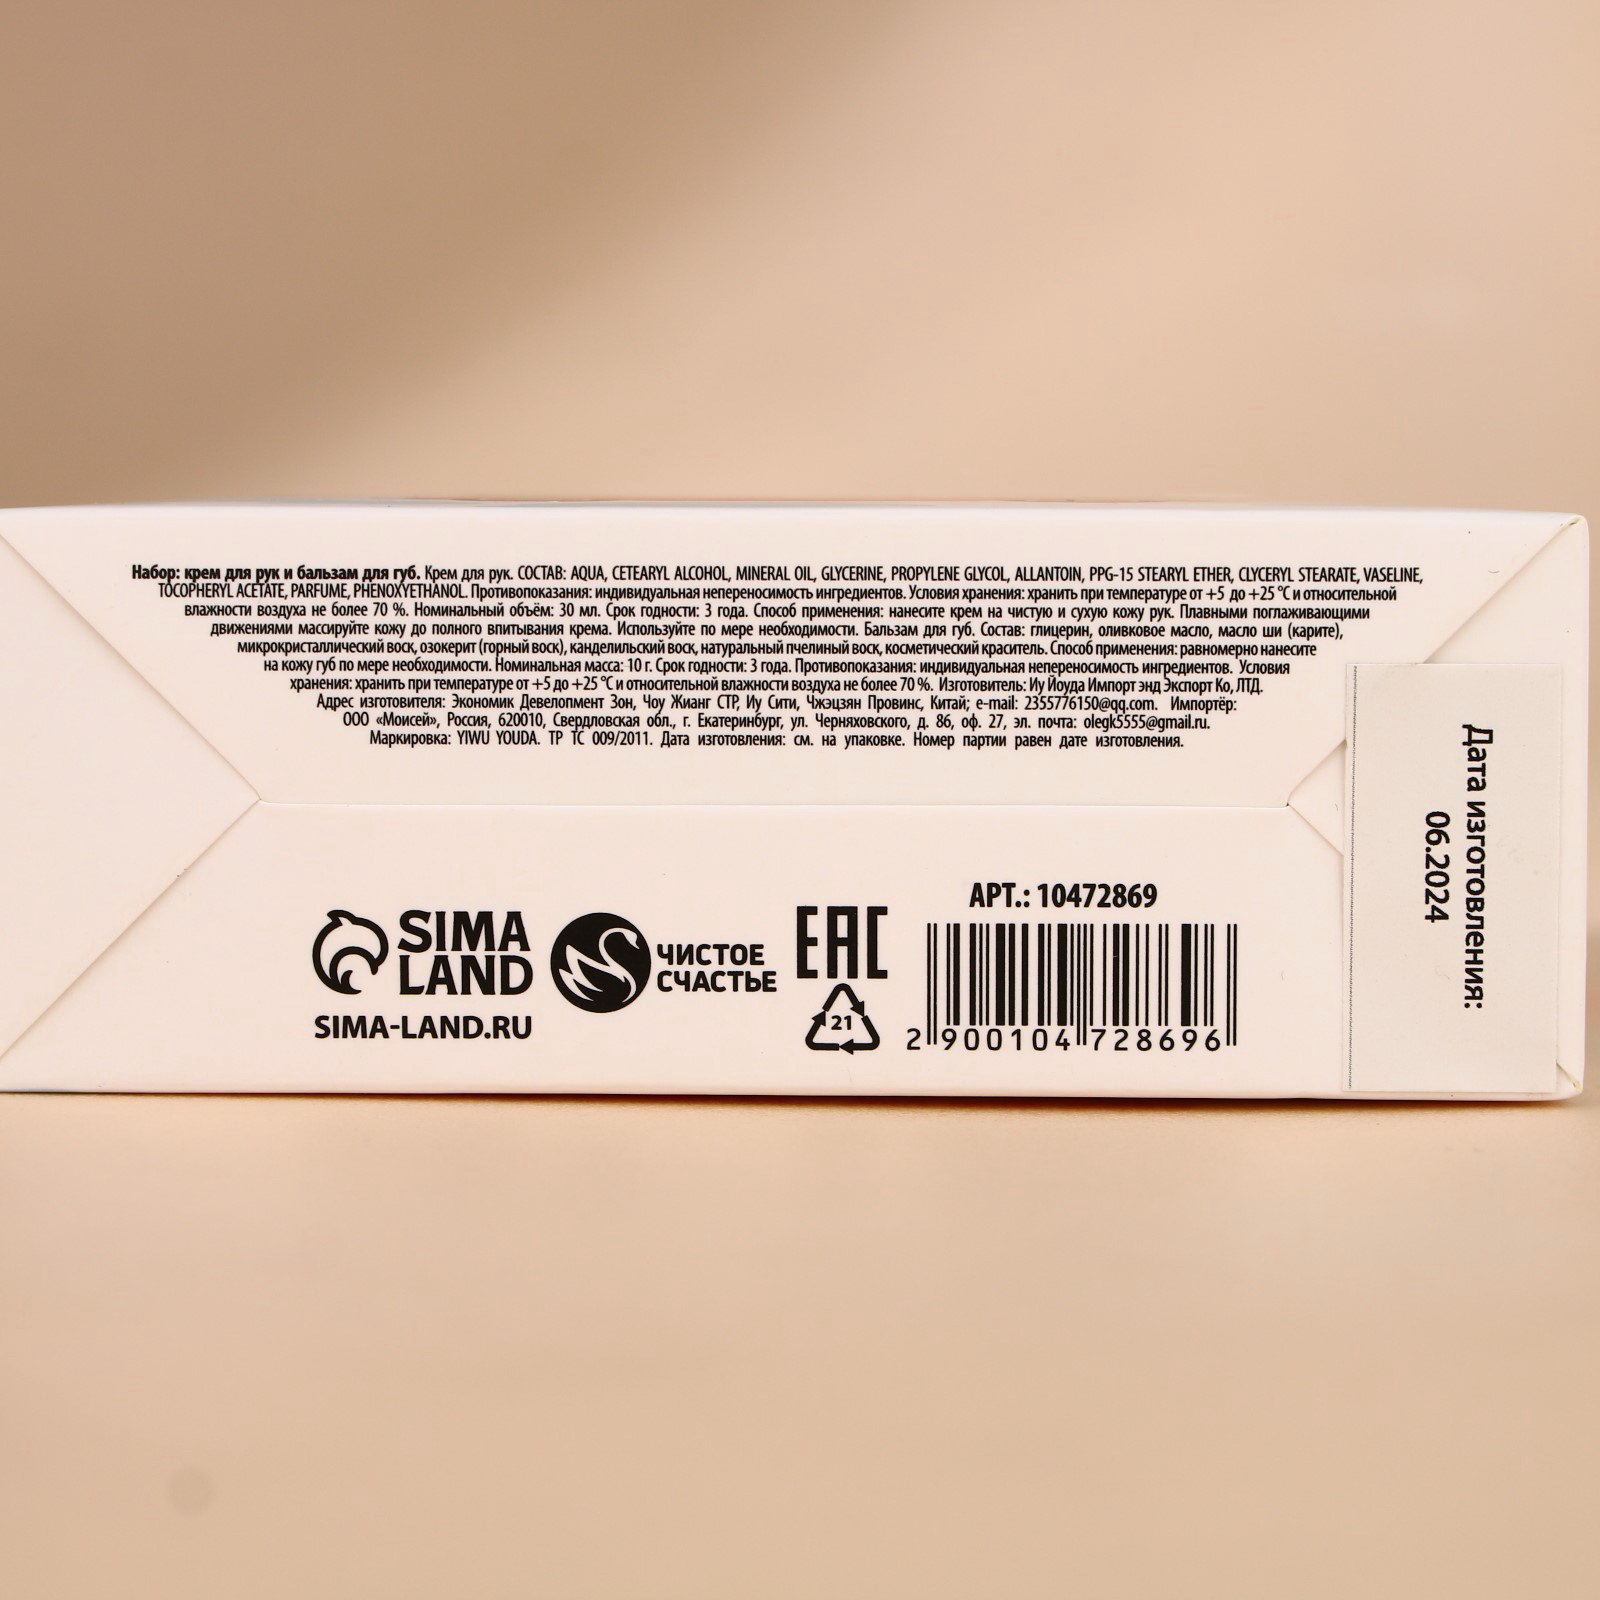 Набор: крем для рук и бальзам для губ. Крем для рук. СОСТАВ: AQUA, CETEARYL ALCOHOL, MINERAL OIL, GLYCERINE, PROPYLENE GLYCOL, ALLANTOIN, PPG-15 STEARYL ETHER, CLYCERYL STEARATE, VASELINE,
TOCOPHERYL ACETATE, PARFUME, PHENOXYETHANOL. Противопоказания: индивидуальная непереносимость ингредиентов. Условия хранения: хранить при температуре от +5 до +25 °С и относительной
влажности воздуха не более 70 %. Номинальный объём: 30 мл. Срок годности: 3 года. Способ применения: нанесите крем на чистую и сухую кожу рук. Плавными поглаживающими
движениями массируйте кожу до полного впитывания крема. Используйте по мере необходимости. Бальзам для губ. Состав: глицерин, оливковое масло, масло ши (карите),
микрокристаллический воск, озокерит (горный воск), канделильский воск, натуральный пчелиный воск, косметический краситель. Способ применения: равномерно нанесите
на кожу губ по мере необходимости. Номинальная масса: 10 г. Срок годности: 3 года. Противопоказания: индивидуальная непереносимость ингредиентов. Условия
хранения: хранить при температуре от +5 до +25 °С и относительной влажности воздуха не более 70 %. Изготовитель: Иу Йоуда Импорт энд Экспорт Ко, ЛТД.
Адрес изготовителя: Экономик Девелопмент Зон, Чоу Жианг СТР, Иу Сити, Чжэцзян Провинс, Китай; e-mail: 2355776150@qq.com. Импортёр:
ООО «Моисей», Россия, 620010, Свердловская обл., г. Екатеринбург, ул. Черняховского, д. 86, оф. 27, эл. почта: olegk5555@gmail.ru.
Маркировка: YIWU YOUDA. ТР ТС 009/2011. Дата изготовления: см. на упаковке. Номер партии равен дате изготовления.
Дата изготовления:
06.2024
SIMA
LAND
SIMA-LAND.RU
ЧИСТОЕ
СЧАСТЬЕ
EAC
21
АРТ.: 10472869
2 900104 728696